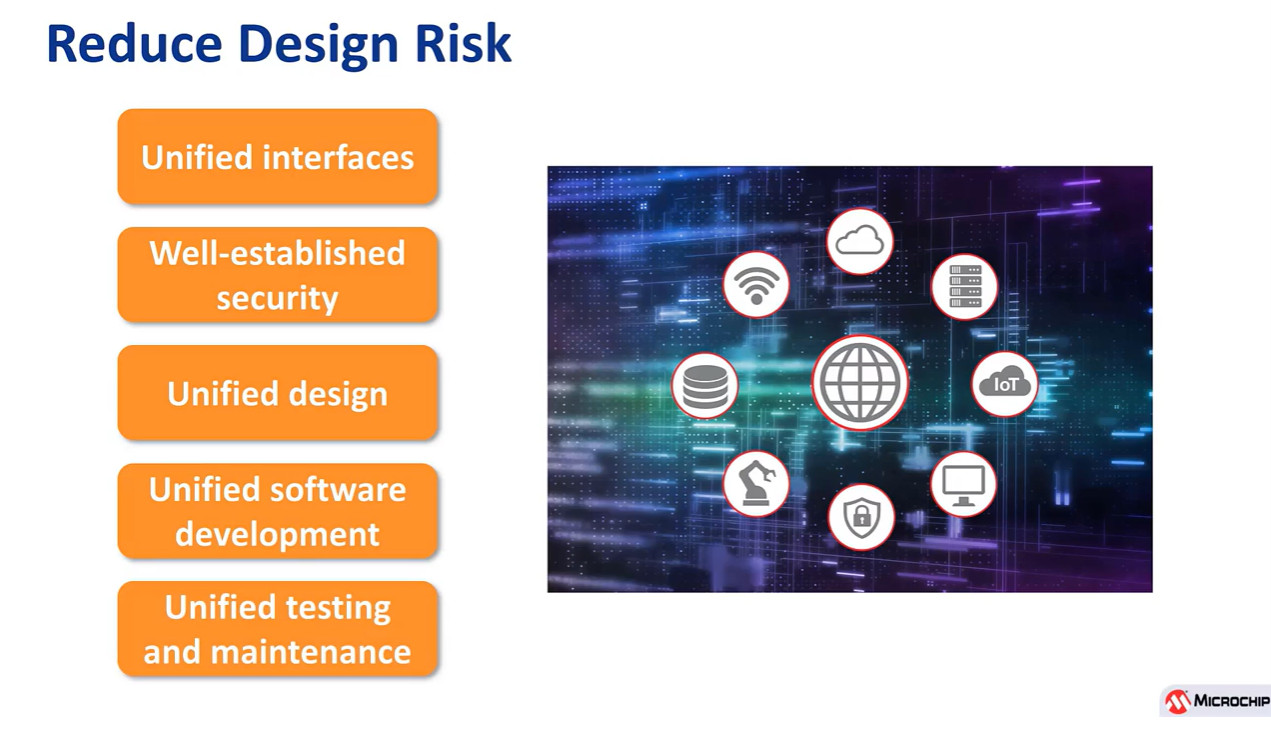 Reduce Design Risk
Unified interfaces
Well-established
security
Unified design
Unified software
development
Unified testing
and maintenance
IoT
MICROCHIP